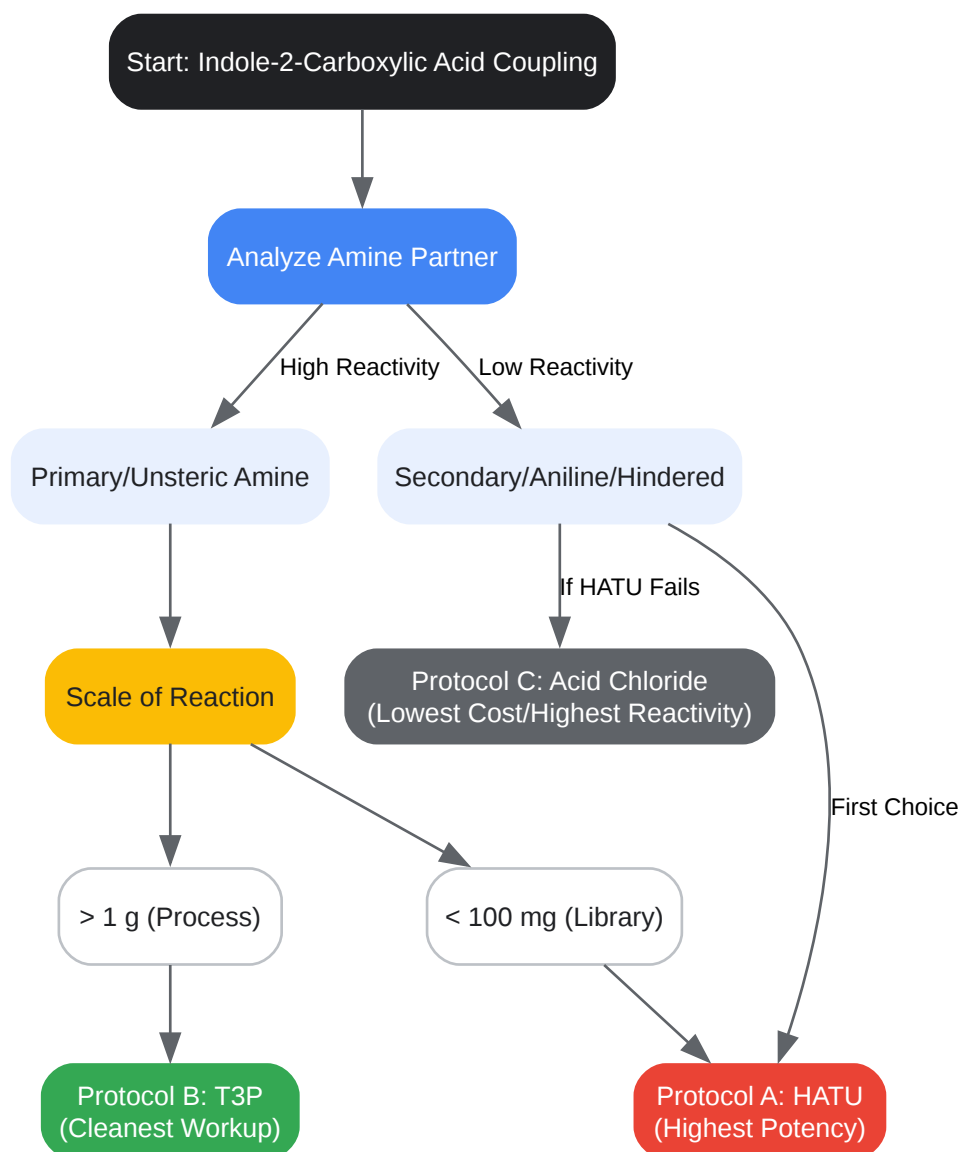 Start: Indole-2-Carboxylic Acid Coupling
Analyze Amine Partner
High Reactivity
Low Reactivity
Primary/Unsteric Amine
Secondary/Aniline/Hindered
If HATU Fails
Scale of Reaction
Protocol C: Acid Chloride
(Lowest Cost/Highest Reactivity)
First Choice
> 1 g (Process)
< 100 mg (Library)
Protocol B: T3P
(Cleanest Workup)
Protocol A: HATU
(Highest Potency)